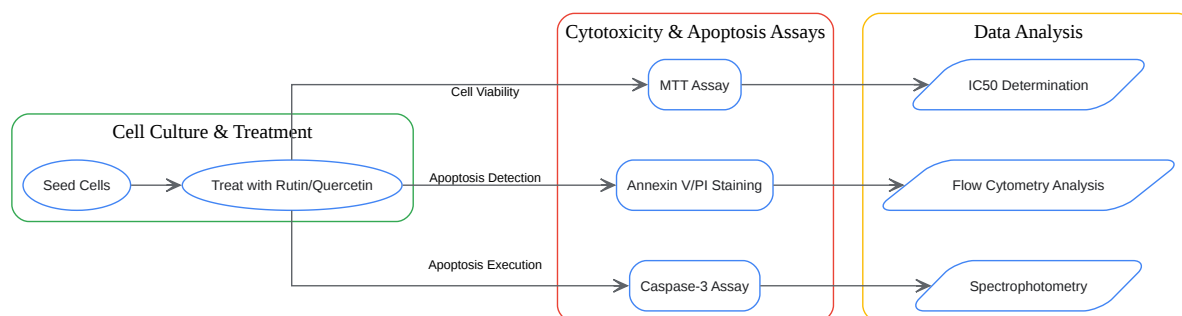 Cytotoxicity & Apoptosis Assays
Data Analysis
MTT Assay
IC50 Determination
Cell Viability
Cell Culture & Treatment
Seed Cells
Treat with Rutin/Quercetin
Apoptosis Detection
Annexin V/PI Staining
Flow Cytometry Analysis
Apoptosis Execution
Caspase-3 Assay
Spectrophotometry